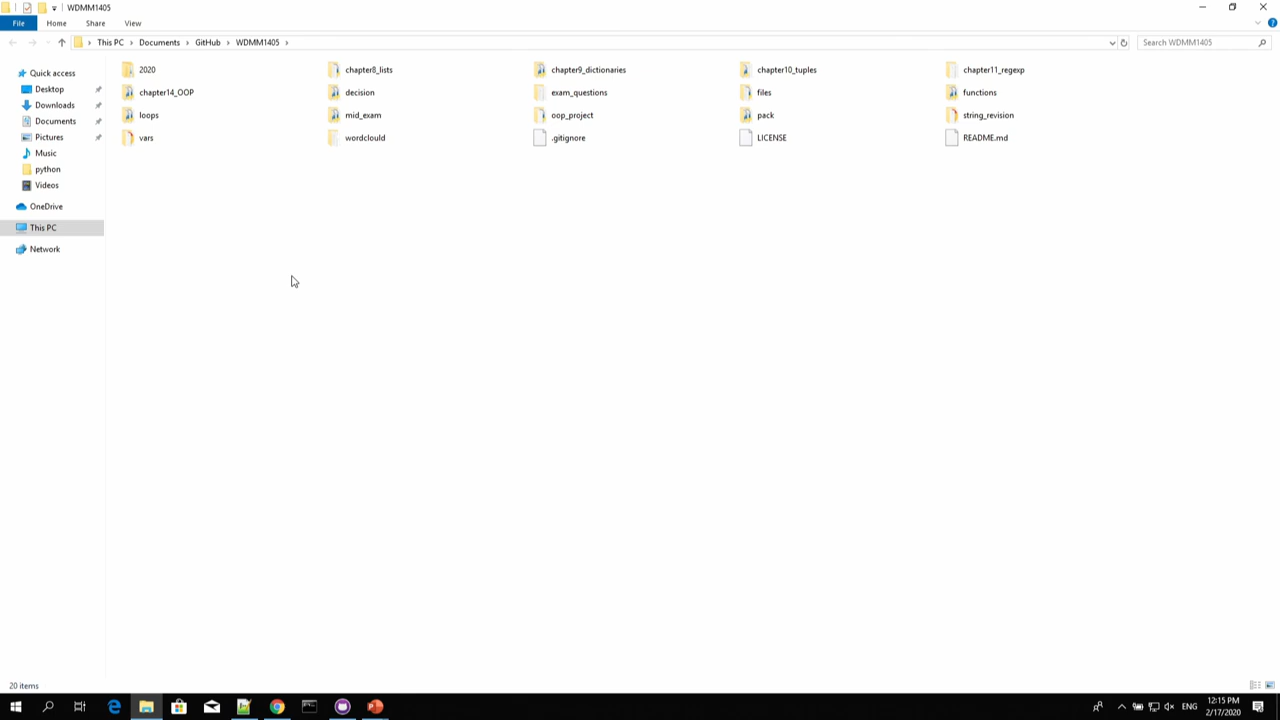 WDMM1405
File Home Share View
This PC Documents GitHub WDMM1405 Search WDMM1405
Quick access
Desktop
Downloads
Documents
Pictures
Music
python
Videos
OneDrive
This PC
Network
2020 chapter8_lists chapter9_dictionaries chapter10_tuples chapter11_regexp
chapter14_OOP decision exam_questions files functions
loops mid_exam oop_project pack string_revision
vars wordclould .gitignore LICENSE README.md
20 items
ENG 12:15 PM
2/17/2020